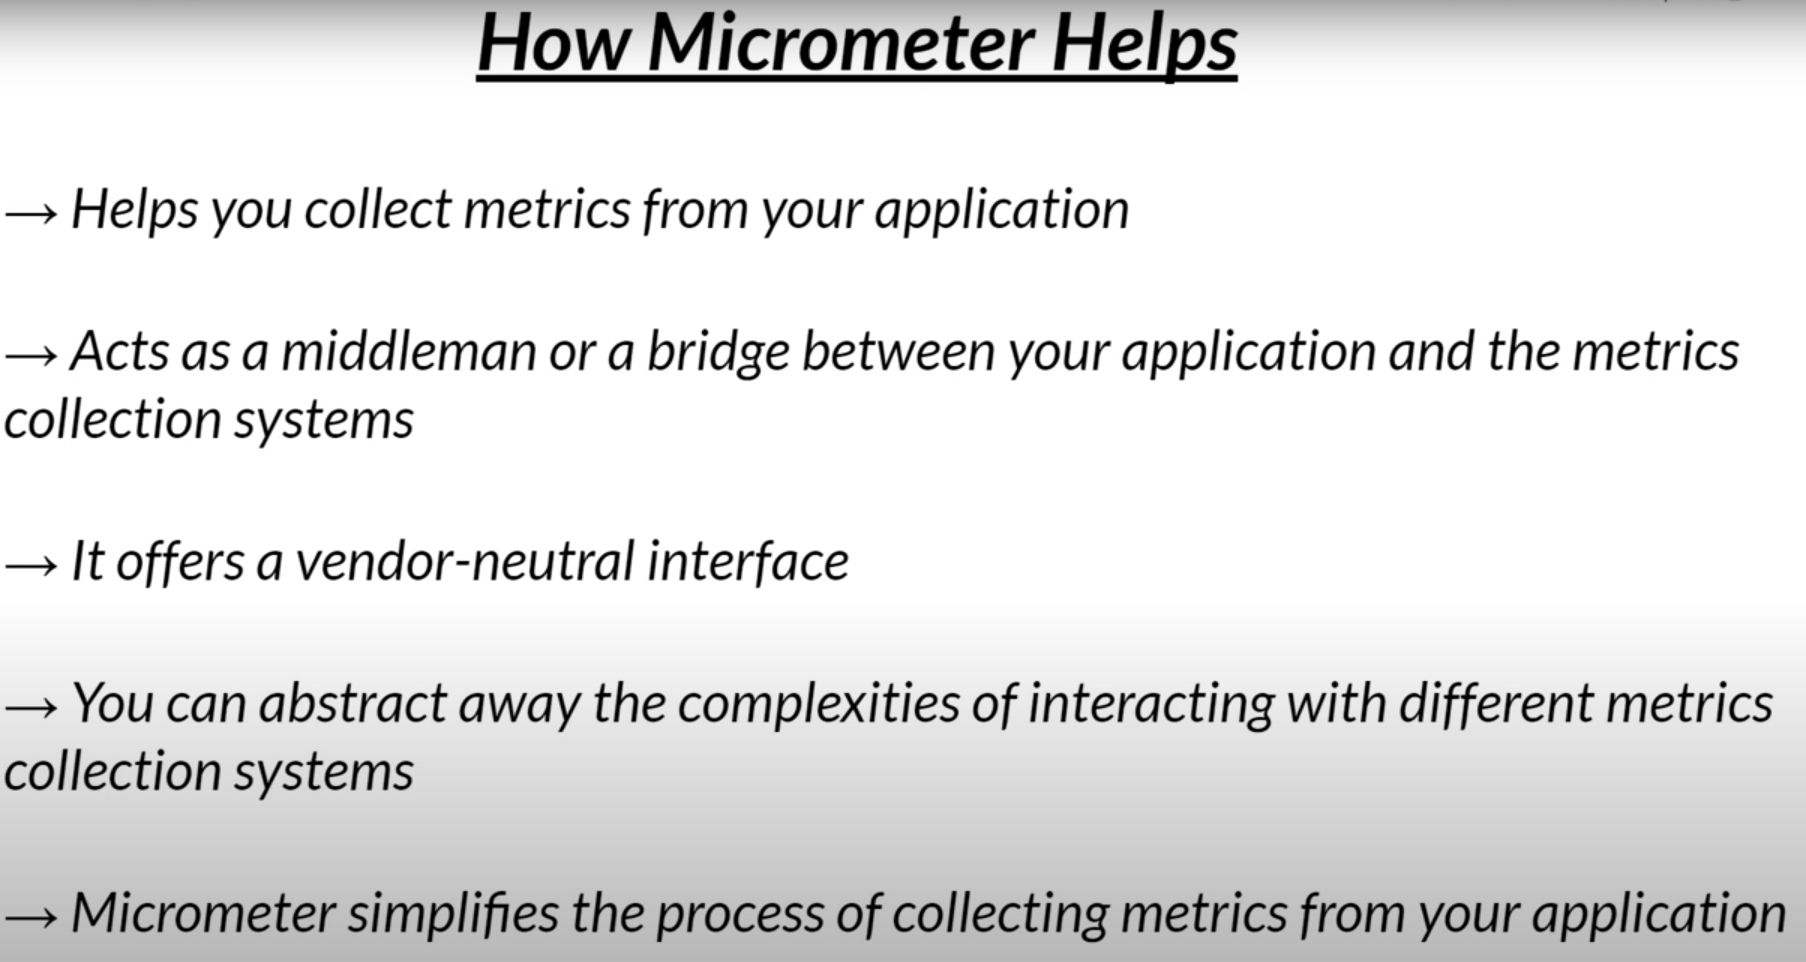 How Micrometer Helps
→ Helps you collect metrics from your application
→ Acts as a middleman or a bridge between your application and the metrics
collection systems
→ It offers a vendor-neutral interface
→ You can abstract away the complexities of interacting with different metrics
collection systems
→ Micrometer simplifies the process of collecting metrics from your application